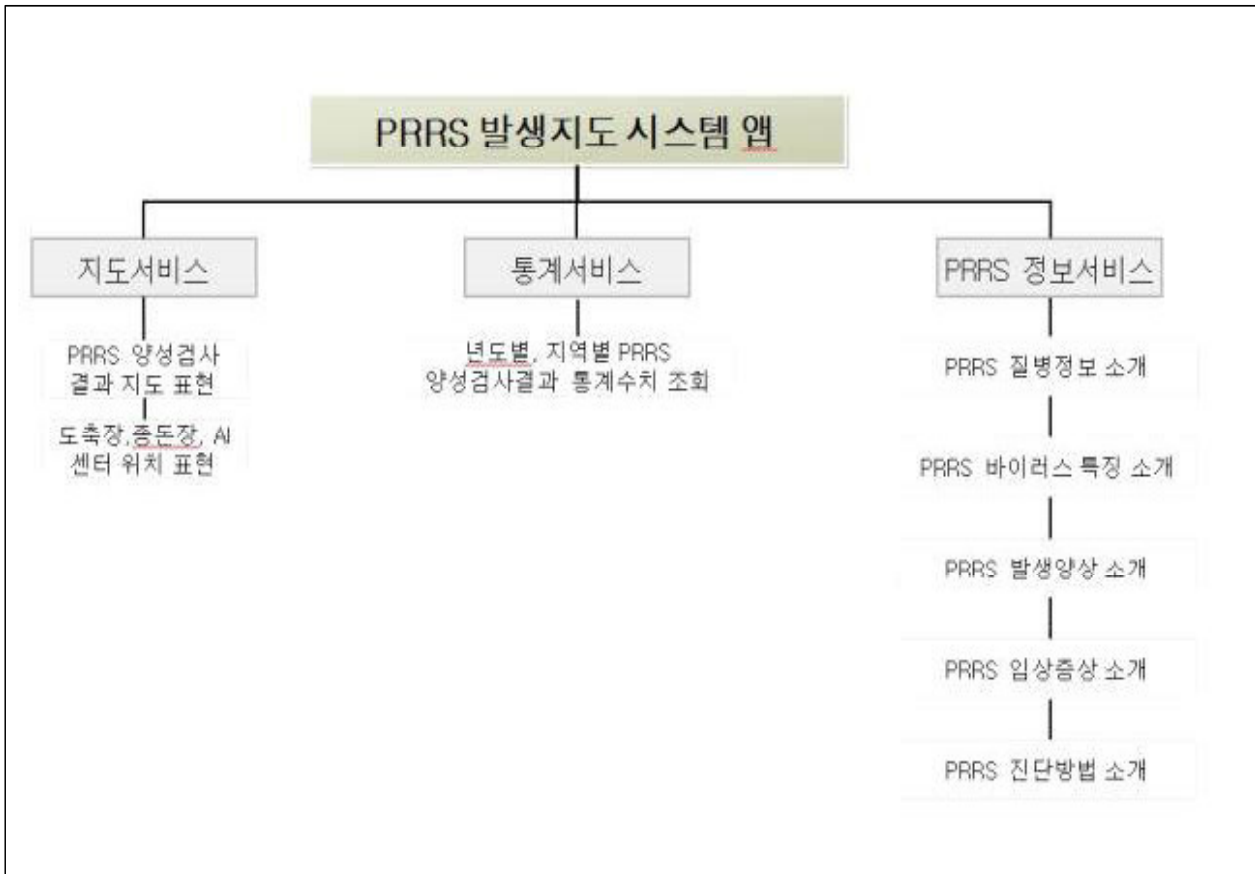 PRRS 발생지도 시스템 앱
지도서비스
PRRS 양성검사
결과 지도 표현
도축장,종돈장, AI
센터 위치 표현
통계서비스
년도별, 지역별 PRRS
양성검사결과 통계수치 조회
PRRS 정보서비스
PRRS 질병정보 소개
PRRS 바이러스 특징 소개
PRRS 발생양상 소개
PRRS 임상증상 소개
PRRS 진단방법 소개